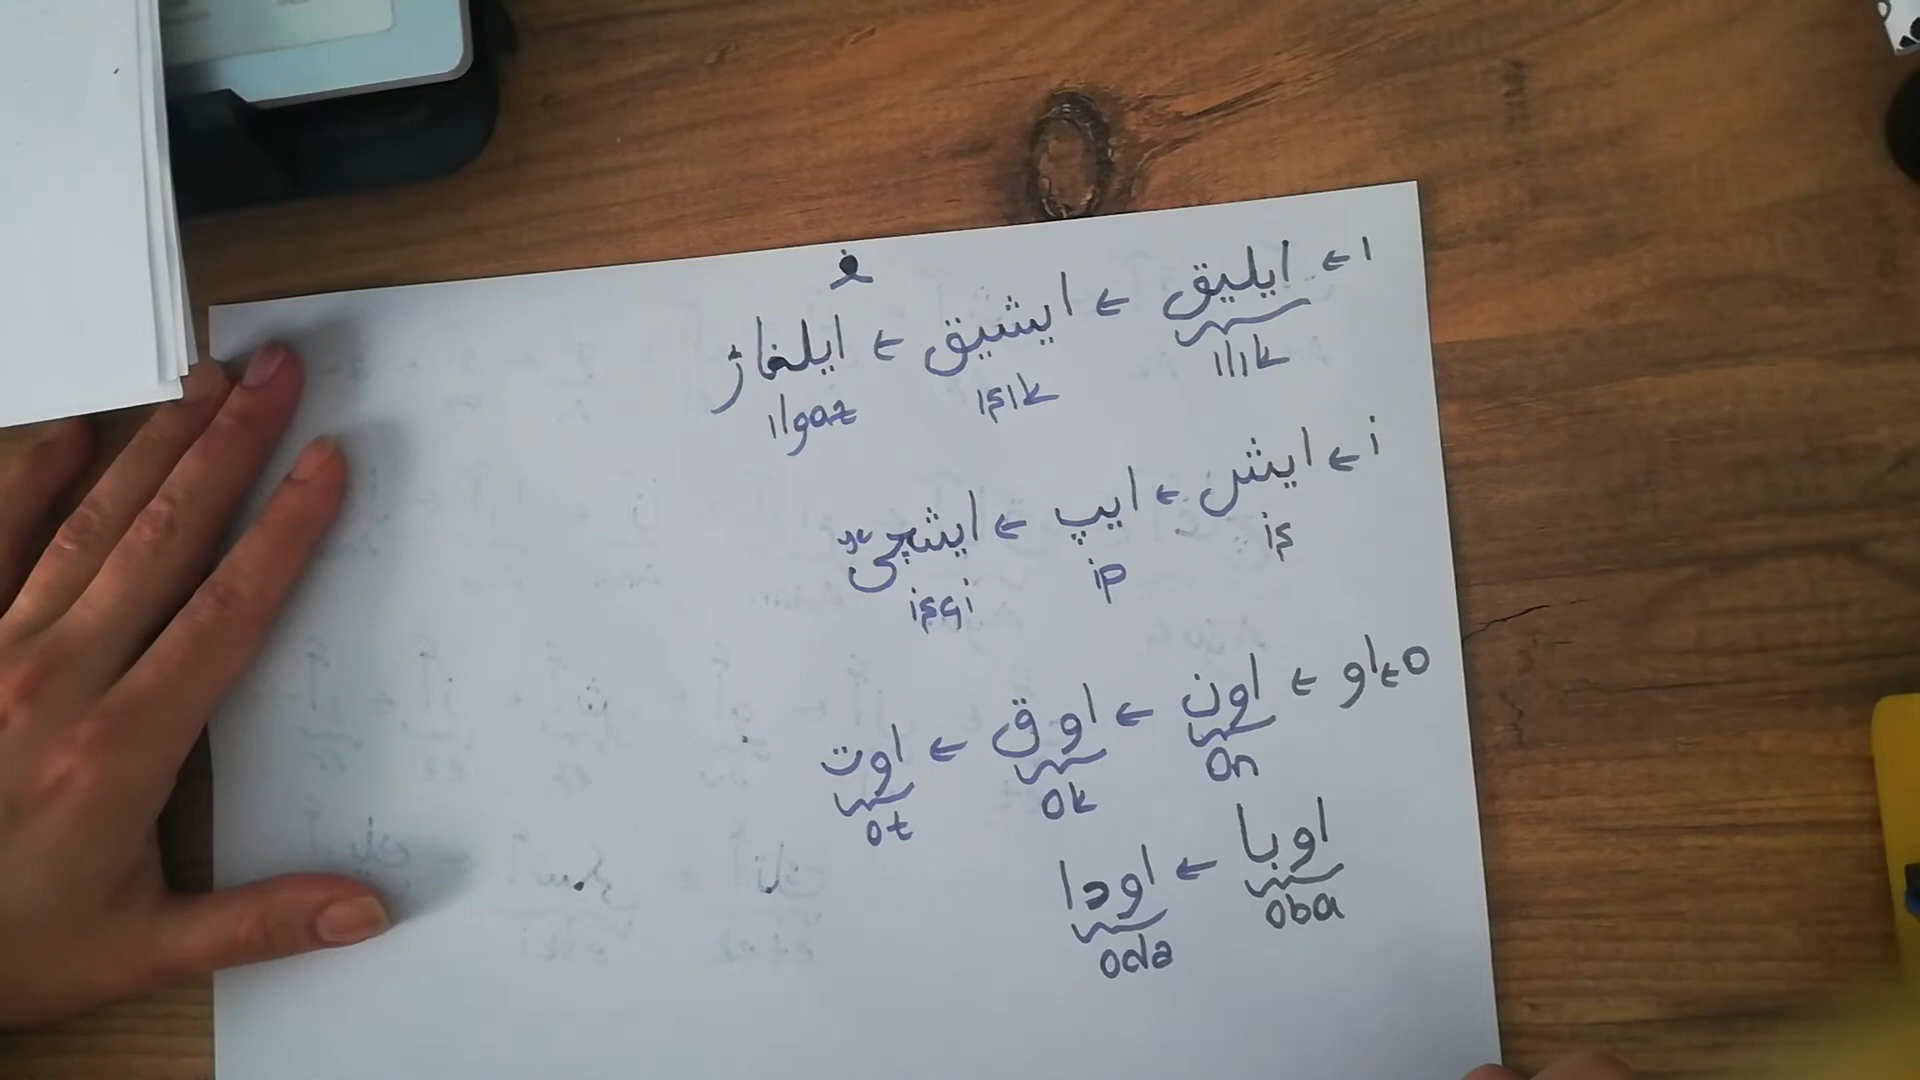 غ
ı ← ایلیق ← ایشیق ← ایلغاز
ılık ışık ılgaz
i ← ایش ← ایپ ← ایشچی
iş ip işçi
o ← او ← اون ← اوق ← اوت
on ok ot
اوبا ← اودا
oba oda